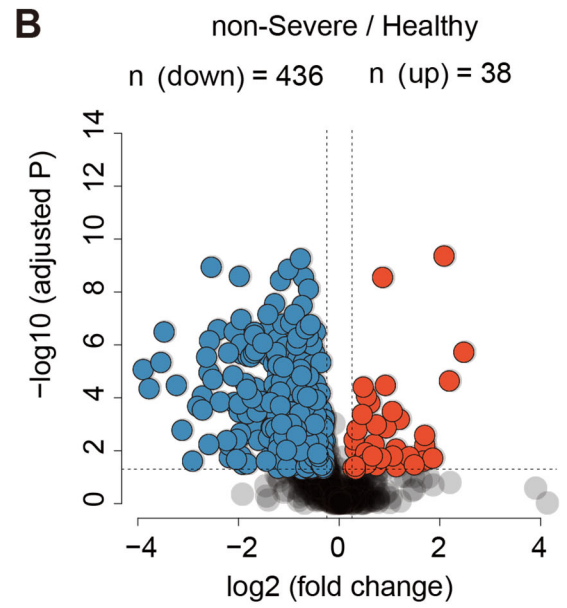 B
non-Severe / Healthy
n (down) = 436
n (up) = 38
−log10 (adjusted P)
14
12
10
8
6
4
2
0
−4
−2
0
2
4
log2 (fold change)